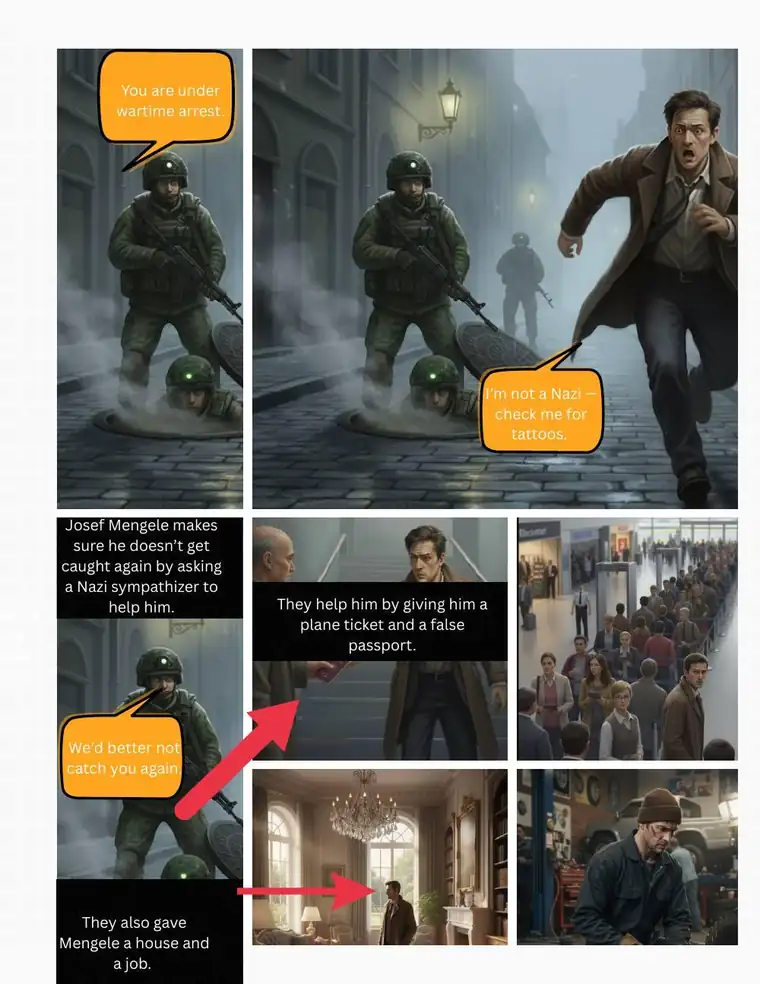 You are under
wartime arrest.
I'm not a Nazi –
check me for
tattoos.
Josef Mengele makes
sure he doesn't get
caught again by asking
a Nazi sympathizer to
help him.
We'd better not
catch you again.
They help him by giving him a
plane ticket and a false
passport.
They also gave
Mengele a house and
a job.